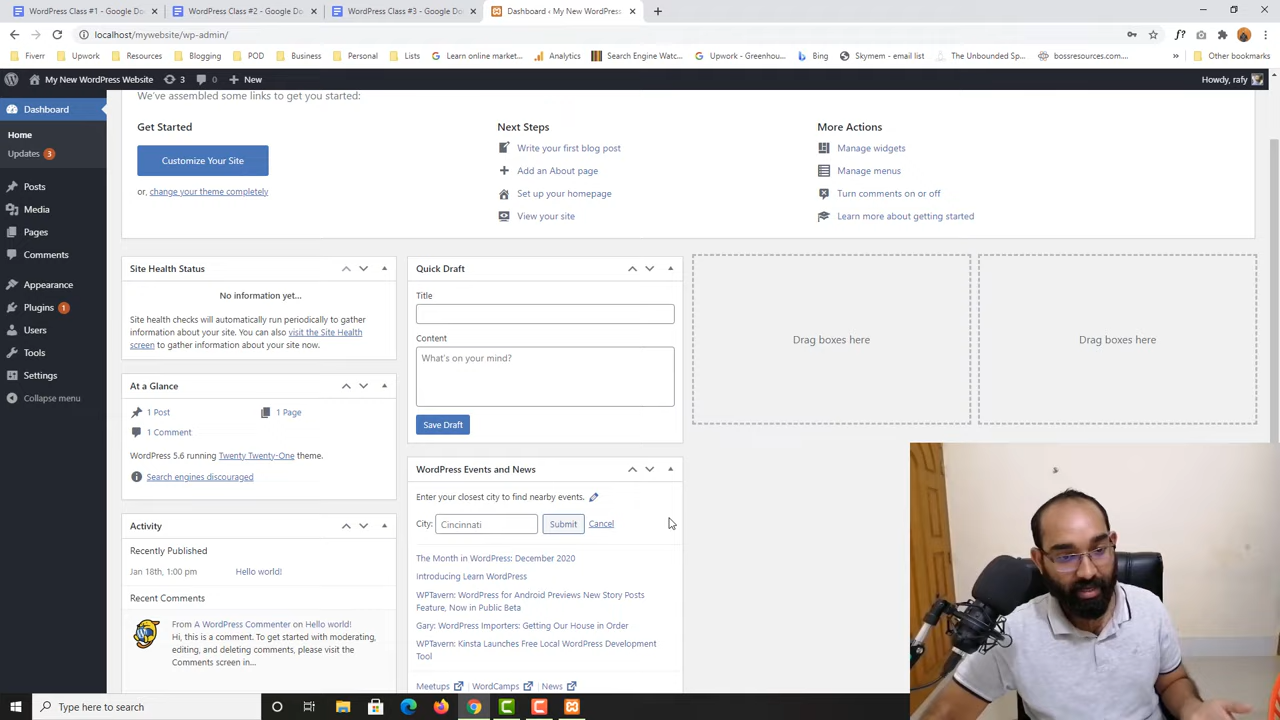 WordPress Class #1 - Google Do
WordPress Class #2 - Google Do
WordPress Class #3 - Google Do
Dashboard ‹ My New WordPress
localhost/mywebsite/wp-admin/
Fiverr
Upwork
Resources
Blogging
POD
Business
Personal
Lists
Learn online market...
Analytics
Search Engine Watc...
Upwork - Greenhou...
Bing
Skymem - email list
The Unbounded Sp...
bossresources.com...
Other bookmarks
My New WordPress Website
3
0
New
Howdy, rafy
Dashboard
Home
Updates 3
Posts
Media
Pages
Comments
Appearance
Plugins 1
Users
Tools
Settings
Collapse menu
We've assembled some links to get you started:
Get Started
Customize Your Site
or, change your theme completely
Next Steps
Write your first blog post
Add an About page
Set up your homepage
View your site
More Actions
Manage widgets
Manage menus
Turn comments on or off
Learn more about getting started
Site Health Status
No information yet...
Site health checks will automatically run periodically to gather
information about your site. You can also visit the Site Health
screen to gather information about your site now.
At a Glance
1 Post
1 Page
1 Comment
WordPress 5.6 running Twenty Twenty-One theme.
Search engines discouraged
Activity
Recently Published
Jan 18th, 1:00 pm
Hello world!
Recent Comments
From A WordPress Commenter on Hello world!
Hi, this is a comment. To get started with moderating,
editing, and deleting comments, please visit the
Comments screen in...
Quick Draft
Title
Content
What's on your mind?
Save Draft
WordPress Events and News
Enter your closest city to find nearby events.
City:
Cincinnati
Submit
Cancel
The Month in WordPress: December 2020
Introducing Learn WordPress
WPTavern: WordPress for Android Previews New Story Posts
Feature, Now in Public Beta
Gary: WordPress Importers: Getting Our House in Order
WPTavern: Kinsta Launches Free Local WordPress Development
Tool
Meetups
WordCamps
News
Drag boxes here
Drag boxes here
Type here to search